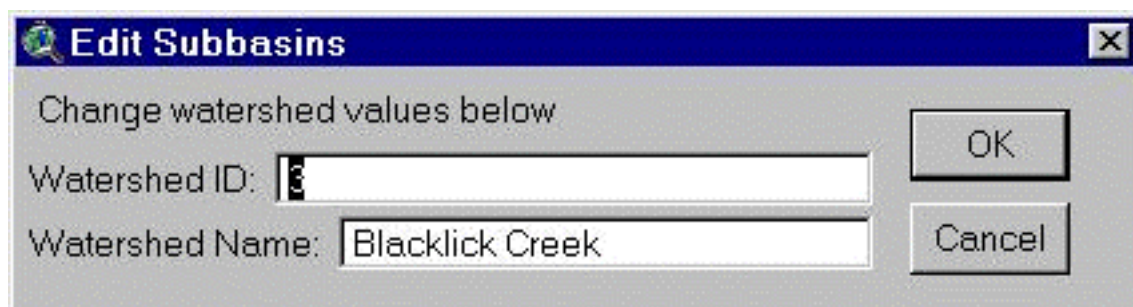 Edit Subbasins
Change watershed values below
OK
Watershed ID: 3
Watershed Name: Blacklick Creek
Cancel